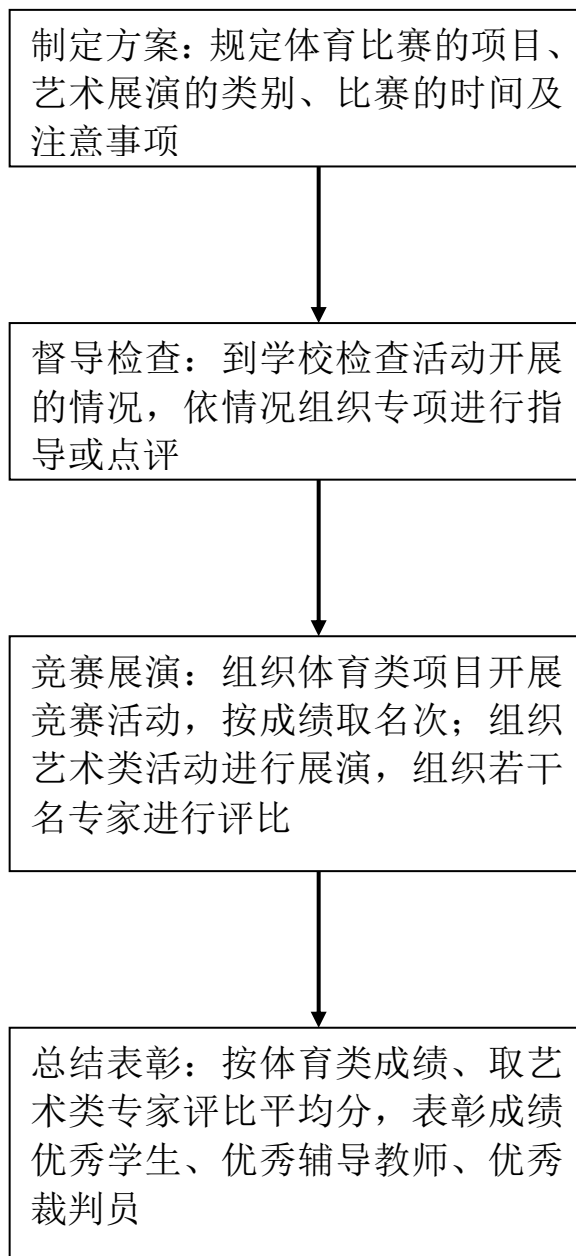 制定方案：规定体育比赛的项目、
艺术展演的类别、比赛的时间及
注意事项
督导检查：到学校检查活动开展
的情况，依情况组织专项进行指
导或点评
竞赛展演：组织体育类项目开展
竞赛活动，按成绩取名次；组织
艺术类活动进行展演，组织若干
名专家进行评比
总结表彰：按体育类成绩、取艺
术类专家评比平均分，表彰成绩
优秀学生、优秀辅导教师、优秀
裁判员